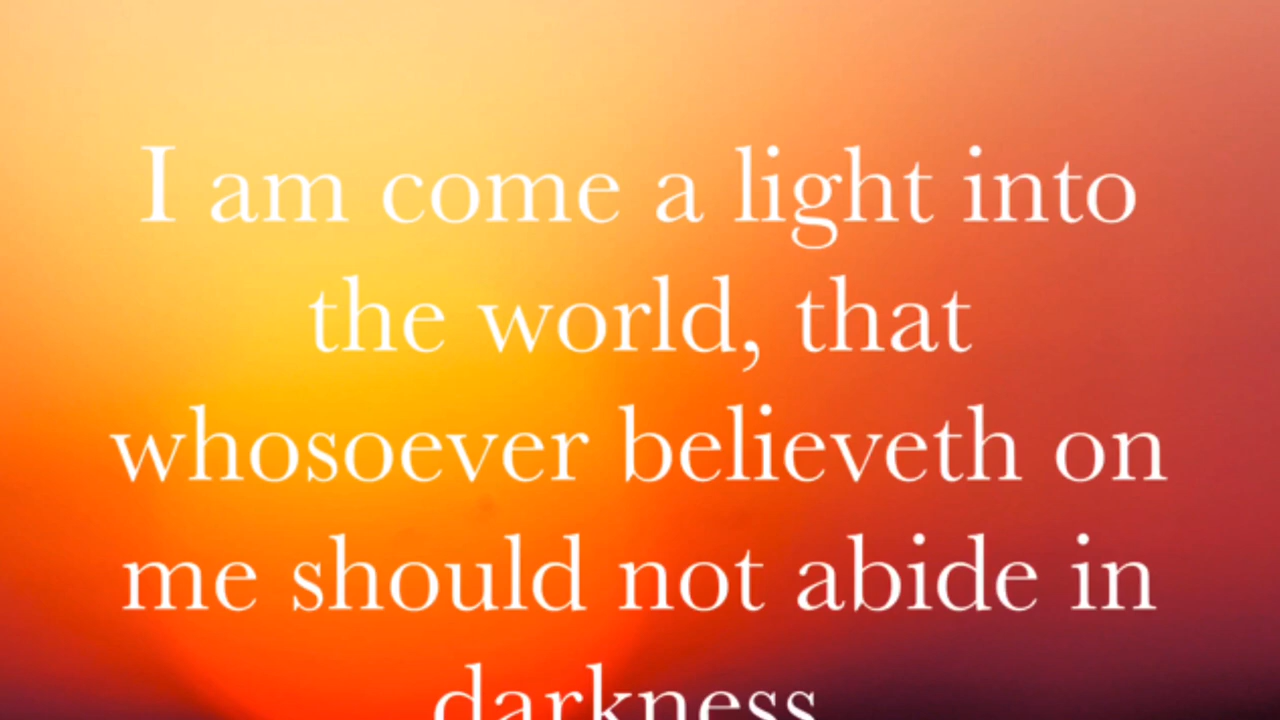 I am come a light into
the world, that
whosoever believeth on
me should not abide in
darkness